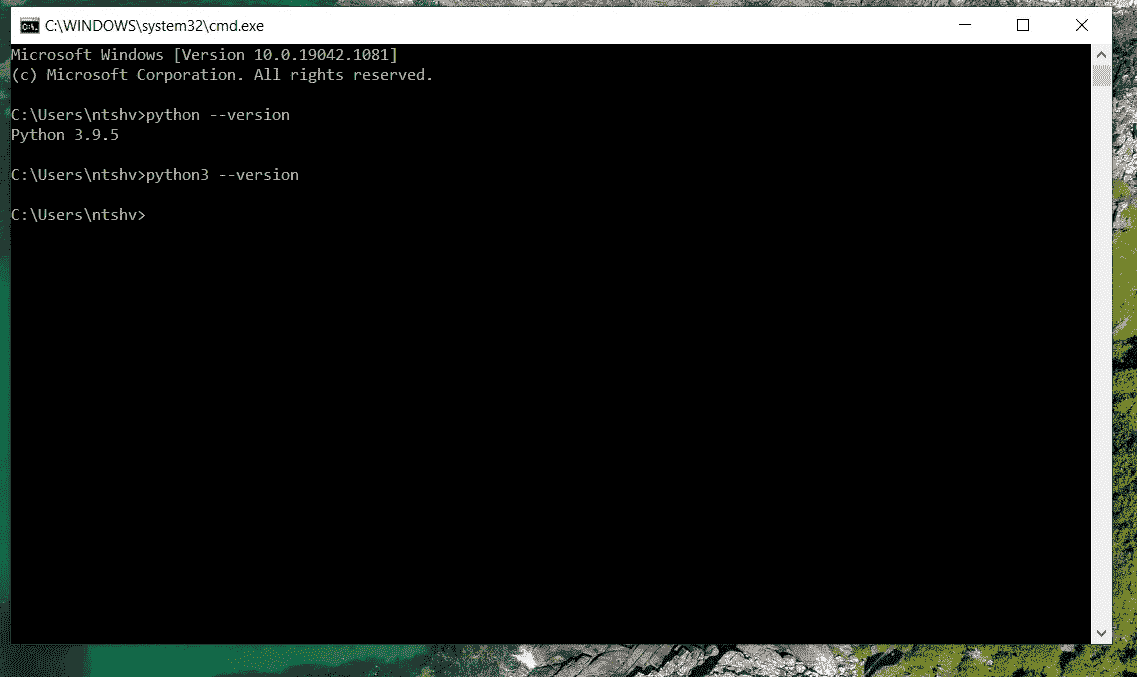 C:\WINDOWS\system32\cmd.exe
Microsoft Windows [Version 10.0.19042.1081]
(c) Microsoft Corporation. All rights reserved.
C:\Users\ntshv>python --version
Python 3.9.5
C:\Users\ntshv>python3 --version
C:\Users\ntshv>